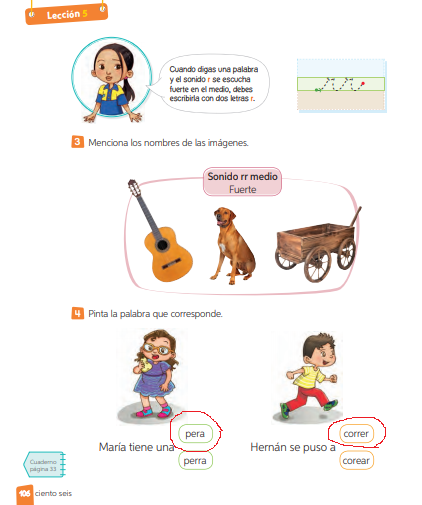 Lección 5
Cuando digas una palabra
y el sonido r se escucha
fuerte en el medio, debes
escribirla con dos letras r.
rr
3 Menciona los nombres de las imágenes.
Sonido rr medio
Fuerte
4 Pinta la palabra que corresponde.
María tiene una
pera
perra
Hernán se puso a
correr
corear
Cuaderno
página 33
106 ciento seis